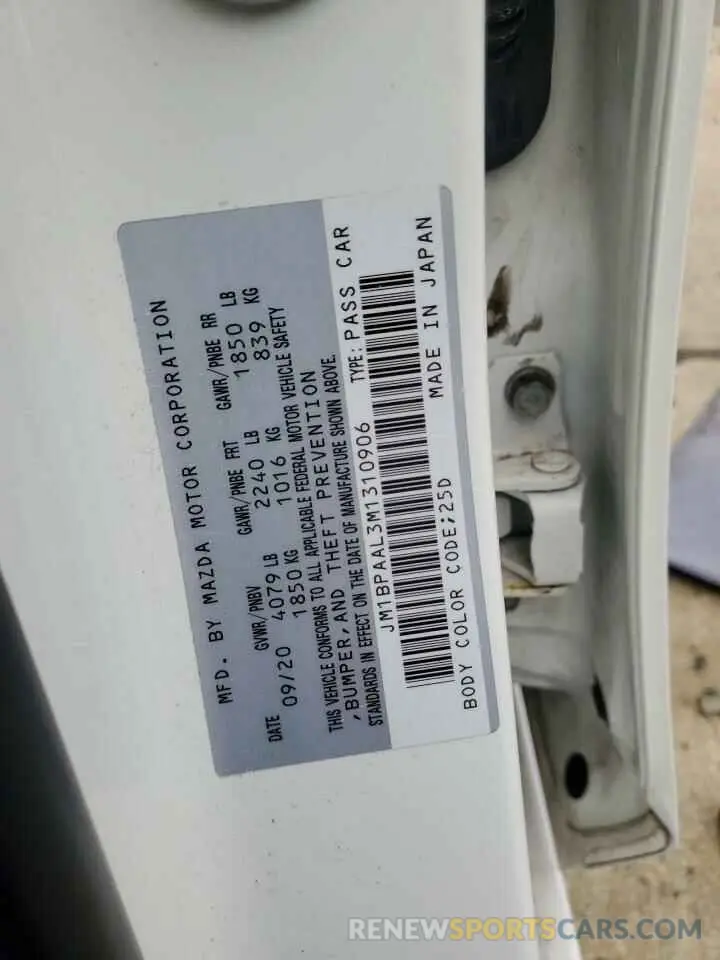 MFD. BY MAZDA MOTOR CORPORATION
DATE GVWR/PNBV GAWR/PNBE FRT GAWR/PNBE RR
09/20 4079 LB 2240 LB 1850 LB
1850 KG 1016 KG 839 KG
THIS VEHICLE CONFORMS TO ALL APPLICABLE FEDERAL MOTOR VEHICLE SAFETY
,BUMPER, AND THEFT PREVENTION
STANDARDS IN EFFECT ON THE DATE OF MANUFACTURE SHOWN ABOVE.
JM1BPAAL3M1310906 TYPE: PASS CAR
BODY COLOR CODE;25D MADE IN JAPAN
RENEWSPORTSCARS.COM